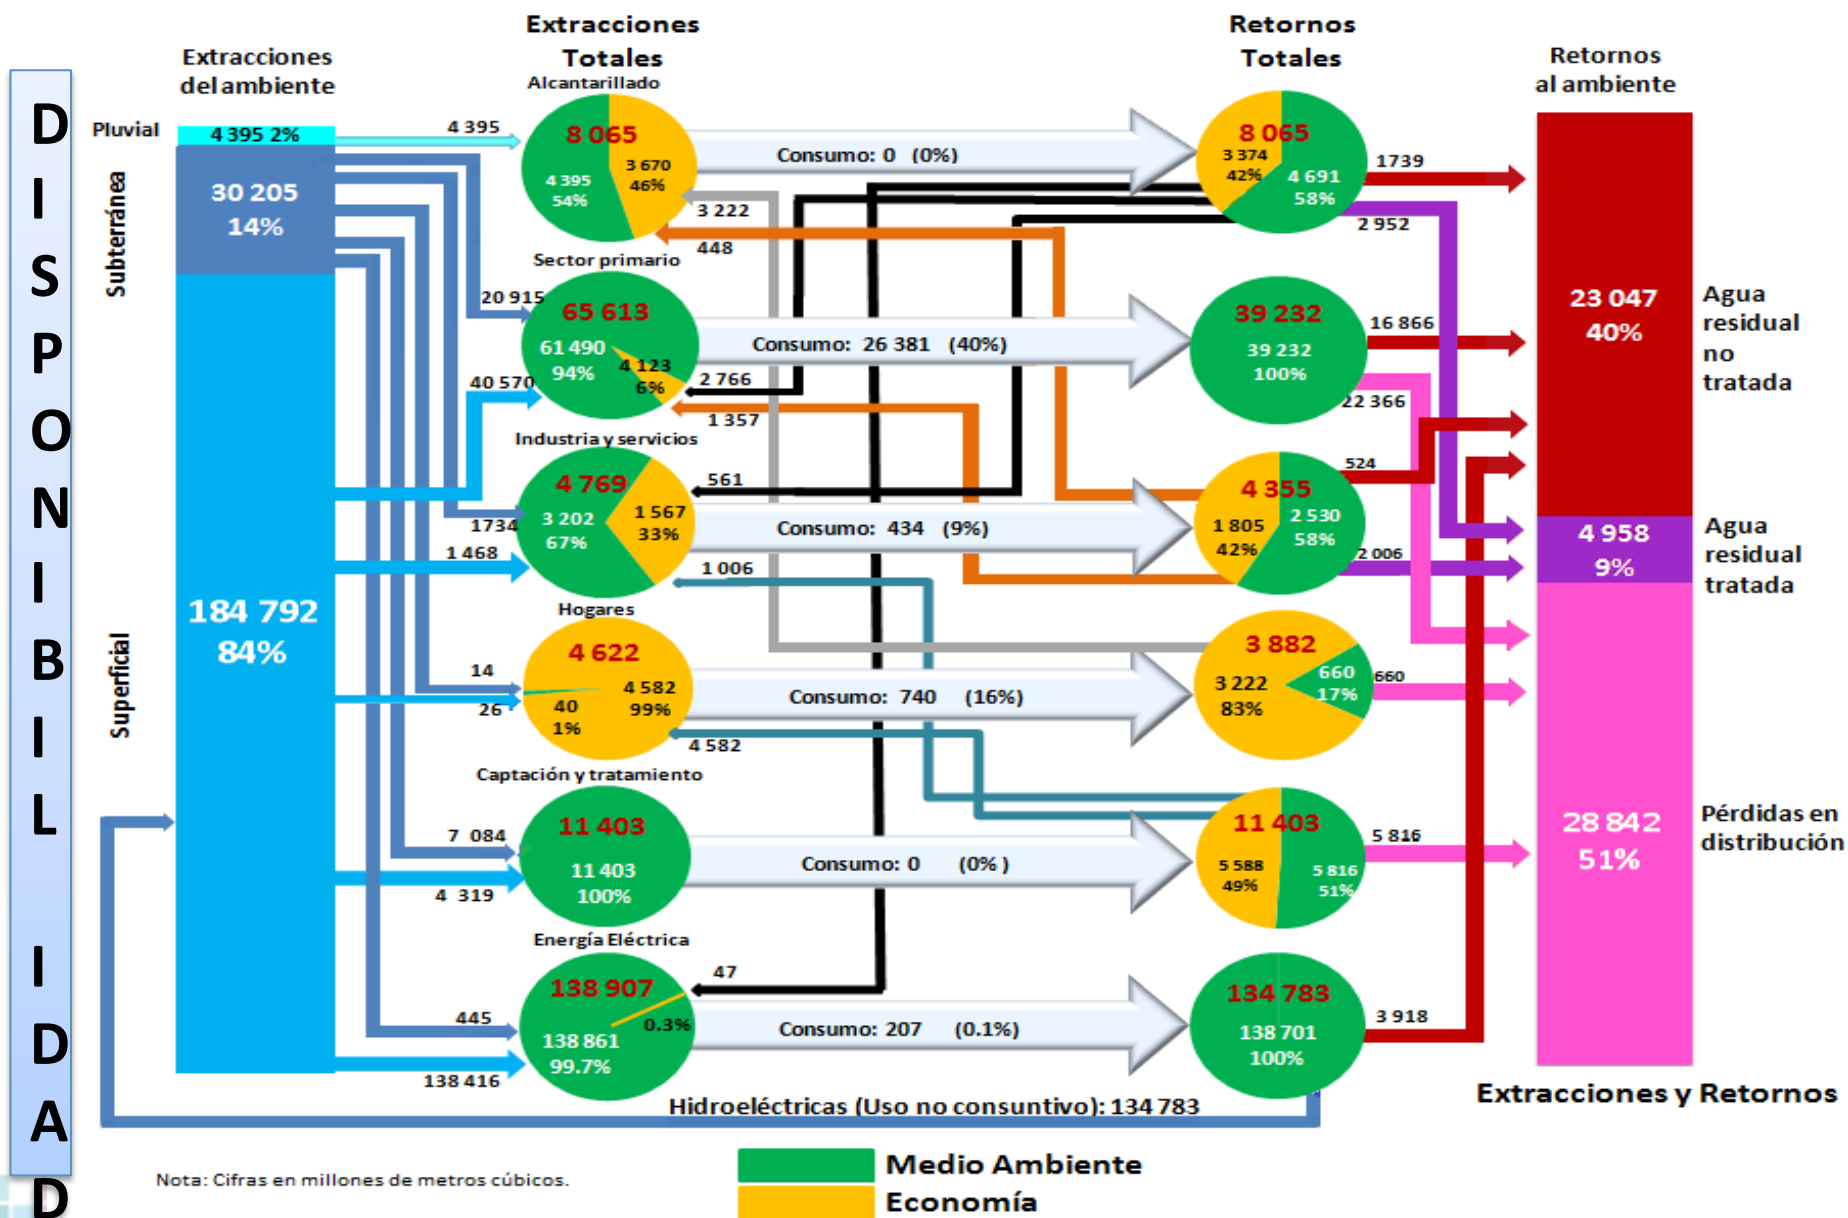 DISPONIBIL IDAD
Extracciones
Totales
Retornos
Totales
Extracciones
del ambiente
Retornos
al ambiente
Pluvial
4 395 2%
Subterránea
30 205
14%
Superficial
184 792
84%
4 395
20 915
40 570
1734
1 468
14
26
7 084
4 319
445
138 416
Alcantarillado
8 065
3 670
46%
4 395
54%
3 222
448
Consumo: 0 (0%)
8 065
3 374
42%
4 691
58%
1739
2 952
Sector primario
65 613
61 490
94%
4 123
6%
2 766
1 357
Consumo: 26 381 (40%)
39 232
39 232
100%
16 866
22 366
Industria y servicios
4 769
3 202
67%
1 567
33%
561
1 006
Consumo: 434 (9%)
4 355
1 805
42%
2 530
58%
524
2 006
Hogares
4 622
4 582
99%
40
1%
4 582
Consumo: 740 (16%)
3 882
3 222
83%
660
17%
660
Captación y tratamiento
11 403
11 403
100%
Consumo: 0 (0% )
11 403
5 588
49%
5 816
51%
5 816
Energía Eléctrica
138 907
0.3%
138 861
99.7%
47
Consumo: 207 (0.1%)
134 783
138 701
100%
3 918
Hidroeléctricas (Uso no consuntivo): 134 783
23 047
40%
Agua
residual
no
tratada
4 958
9%
Agua
residual
tratada
28 842
51%
Pérdidas en
distribución
Extracciones y Retornos
Nota: Cifras en millones de metros cúbicos.
Medio Ambiente
Economía